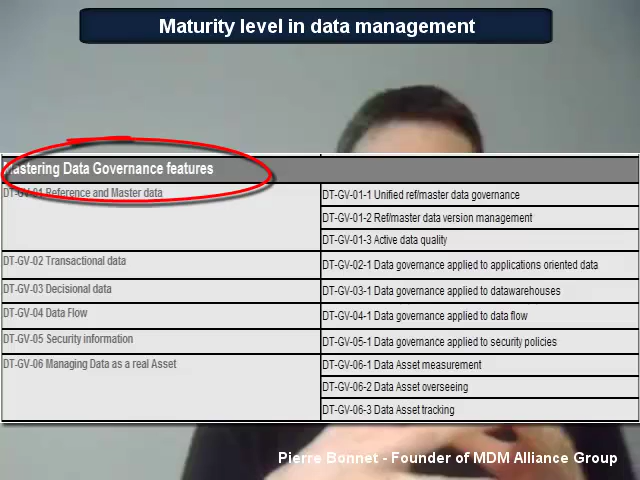 Maturity level in data management
Mastering Data Governance features
DT-GV-01 Reference and Master data
DT-GV-01-1 Unified ref/master data governance
DT-GV-01-2 Ref/master data version management
DT-GV-01-3 Active data quality
DT-GV-02 Transactional data
DT-GV-02-1 Data governance applied to applications oriented data
DT-GV-03 Decisional data
DT-GV-03-1 Data governance applied to datawarehouses
DT-GV-04 Data Flow
DT-GV-04-1 Data governance applied to data flow
DT-GV-05 Security information
DT-GV-05-1 Data governance applied to security policies
DT-GV-06 Managing Data as a real Asset
DT-GV-06-1 Data Asset measurement
DT-GV-06-2 Data Asset overseeing
DT-GV-06-3 Data Asset tracking
Pierre Bonnet - Founder of MDM Alliance Group